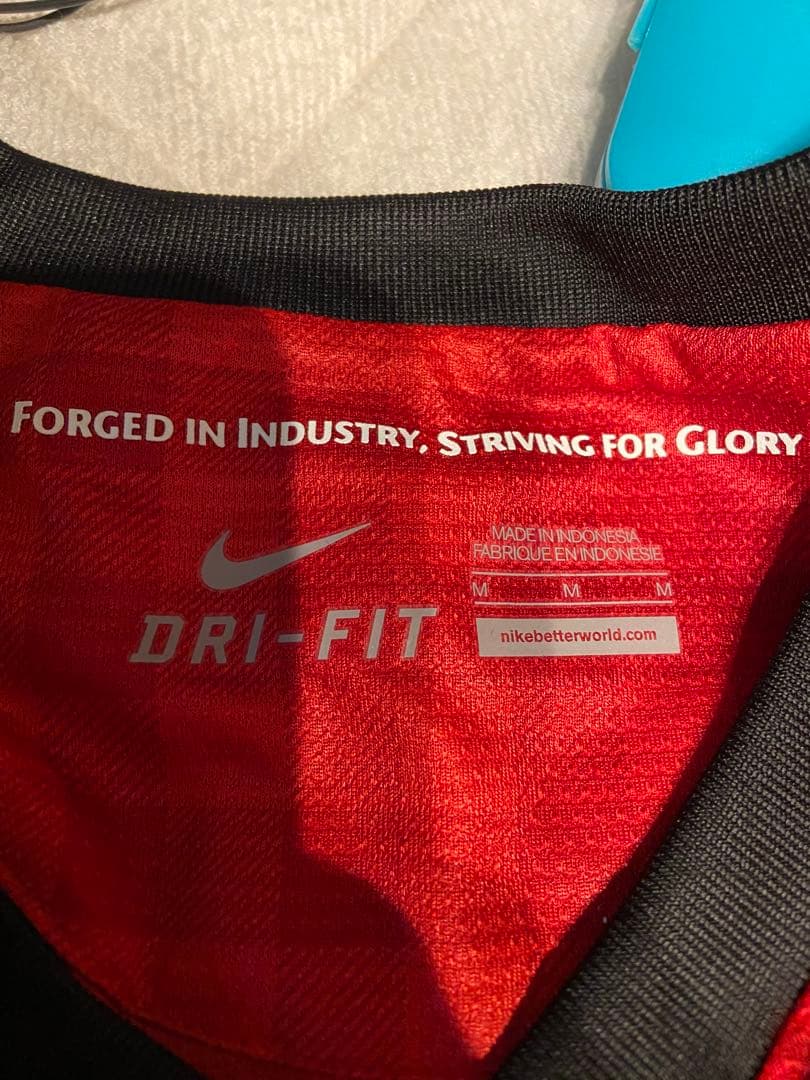 FORGED IN INDUSTRY, STRIVING FOR GLORY
MADE IN INDONESIA
FABRIQUE EN INDONESIE
M M M
DRI-FIT
nikebetterworld.com